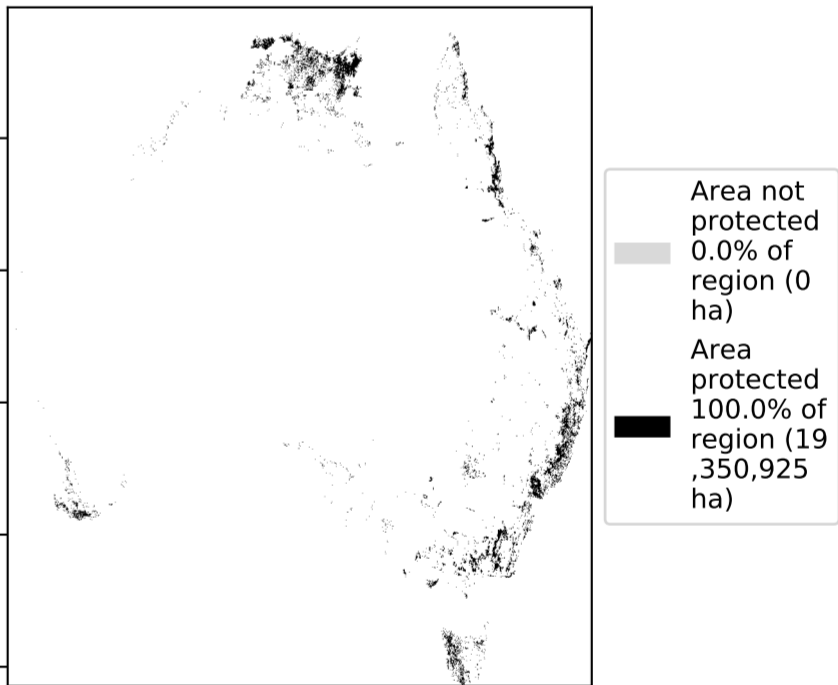 Area not
protected
0.0% of
region (0
ha)
Area
protected
100.0% of
region (19
,350,925
ha)